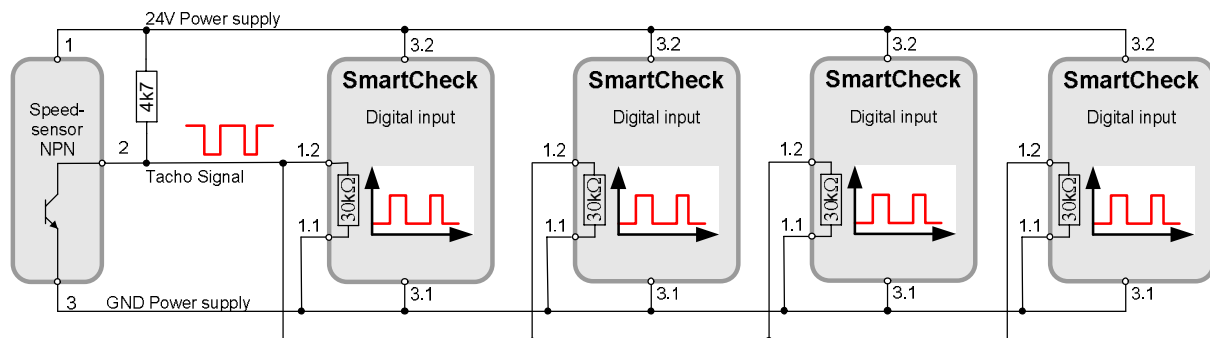 24V Power supply
1
3.2
3.2
3.2
3.2
Speed-
sensor
NPN
4k7
2
Tacho Signal
SmartCheck
Digital input
1.2
30kΩ
1.1
3.1
SmartCheck
Digital input
1.2
30kΩ
1.1
3.1
SmartCheck
Digital input
1.2
30kΩ
1.1
3.1
SmartCheck
Digital input
1.2
30kΩ
1.1
3.1
3
GND Power supply